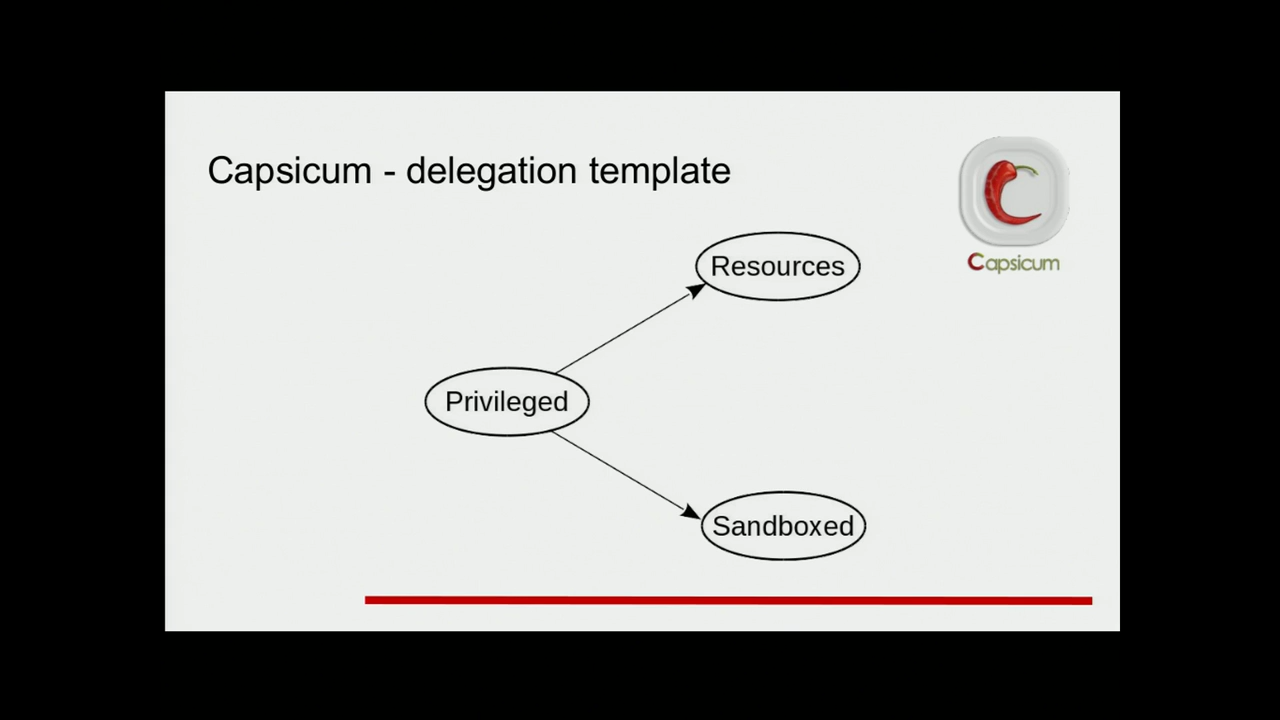 Capsicum - delegation template
Resources
Capsicum
Privileged
Sandboxed